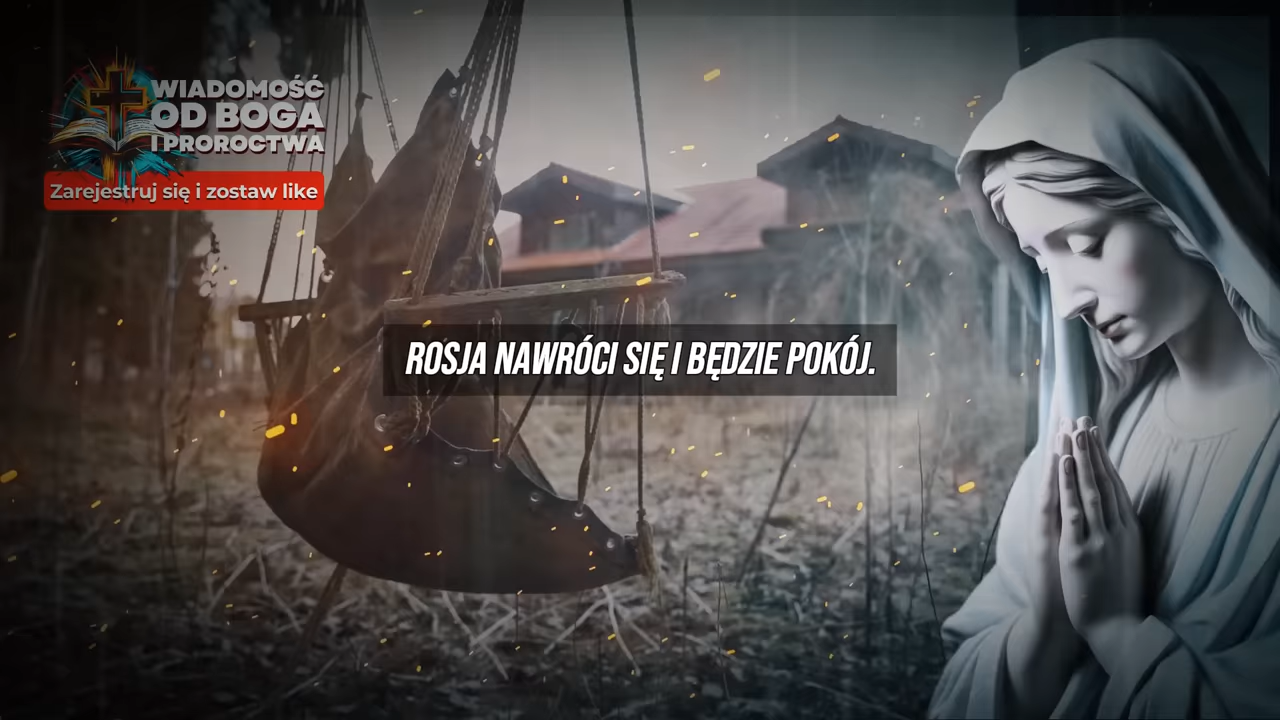 WIADOMOŚĆ
OD BOGA
I PROROCTWA
Zarejestruj się i zostaw like
ROSJA NAWRÓCI SIĘ I BĘDZIE POKÓJ.